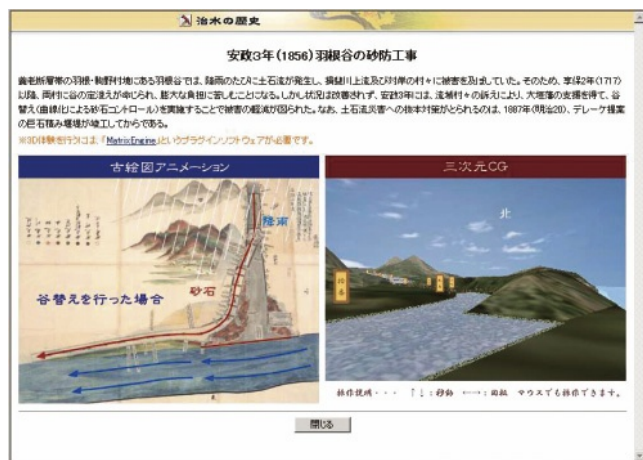 治水の歴史
安政3年(1856)羽根谷の砂防工事
養老断層帯の羽根・駒野村地にある羽根谷では、降雨のたびに土石流が発生し、揖斐川上流及び対岸の村々に被害を及ぼしていた。そのため、享保2年(1717)
以降、両村に谷の定浚えが命じられ、膨大な負担に苦しむことになる。しかし状況は改善されず、安政3年には、流域村々の訴えにより、大垣藩の支援を得て、谷
替え(曲線化による砂石コントロール)を実施することで被害の軽減が図られた。なお、土石流災害への抜本対策がとられるのは、1887年(明治20)、デレーケ提案
の巨石積み堰堤が竣工してからである。
※3D体験を行うには、「MatrixEngine」というプラグインソフトウェアが必要です。
古絵図アニメーション
三次元CG
降雨
砂石
谷替えを行った場合
北
操作説明・・・ ↑↓:移動 ←→:回転 マウスでも操作できます。
閉じる